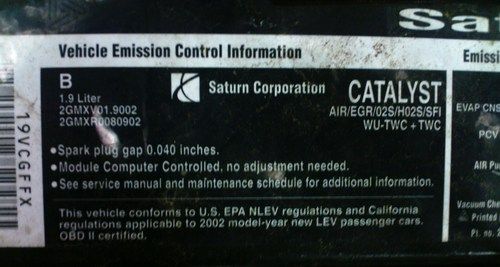 Sa
Vehicle Emission Control Information
Emissi
B
1.9 Liter
2GMXV01.9002
2GMXR0080902
Saturn Corporation
CATALYST
AIR/EGR/02S/H02S/SFI
WU-TWC + TWC
• Spark plug gap 0.040 inches.
• Module Computer Controlled, no adjustment needed.
• See service manual and maintenance schedule for additional information.
This vehicle conforms to U.S. EPA NLEV regulations and California
regulations applicable to 2002 model-year new LEV passenger cars.
OBD II certified.
19VCGFFX
EVAP CNS
PCV
AIR Pu
Vacuum Che
Printed
Pt. no. 2